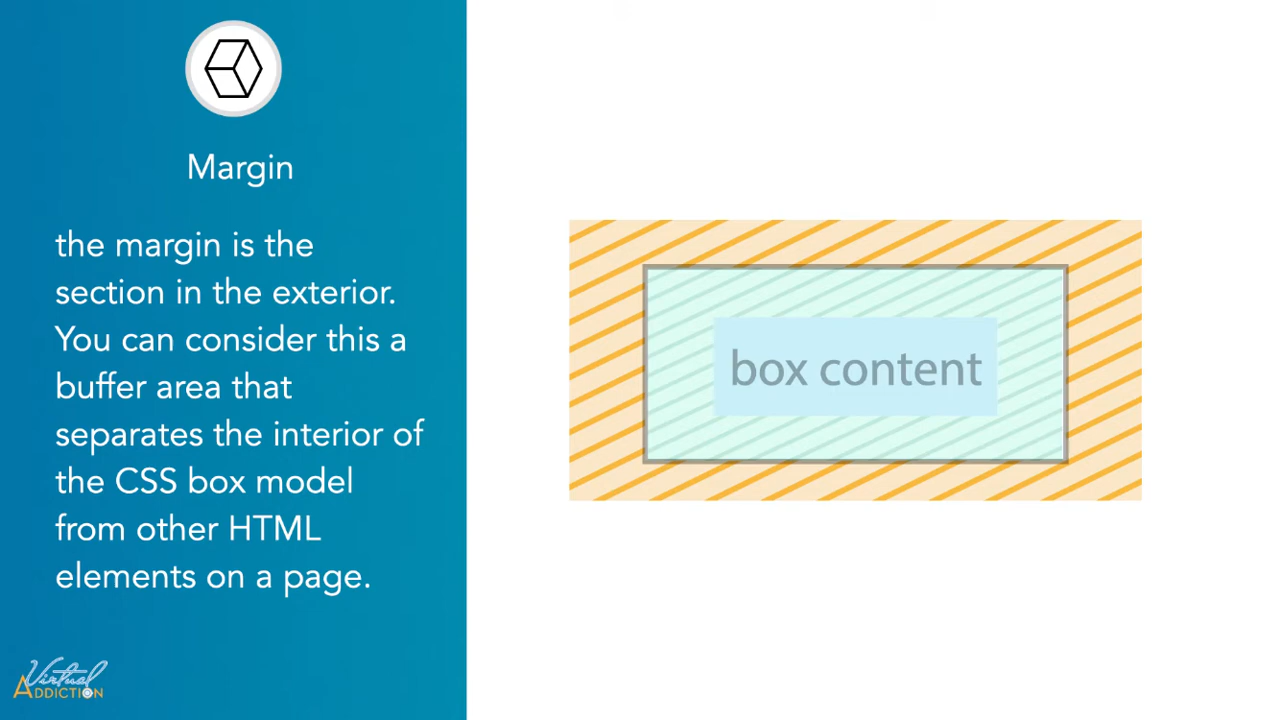 Margin
the margin is the
section in the exterior.
You can consider this a
buffer area that
separates the interior of
the CSS box model
from other HTML
elements on a page.
box content
Virtual
ADDICTION